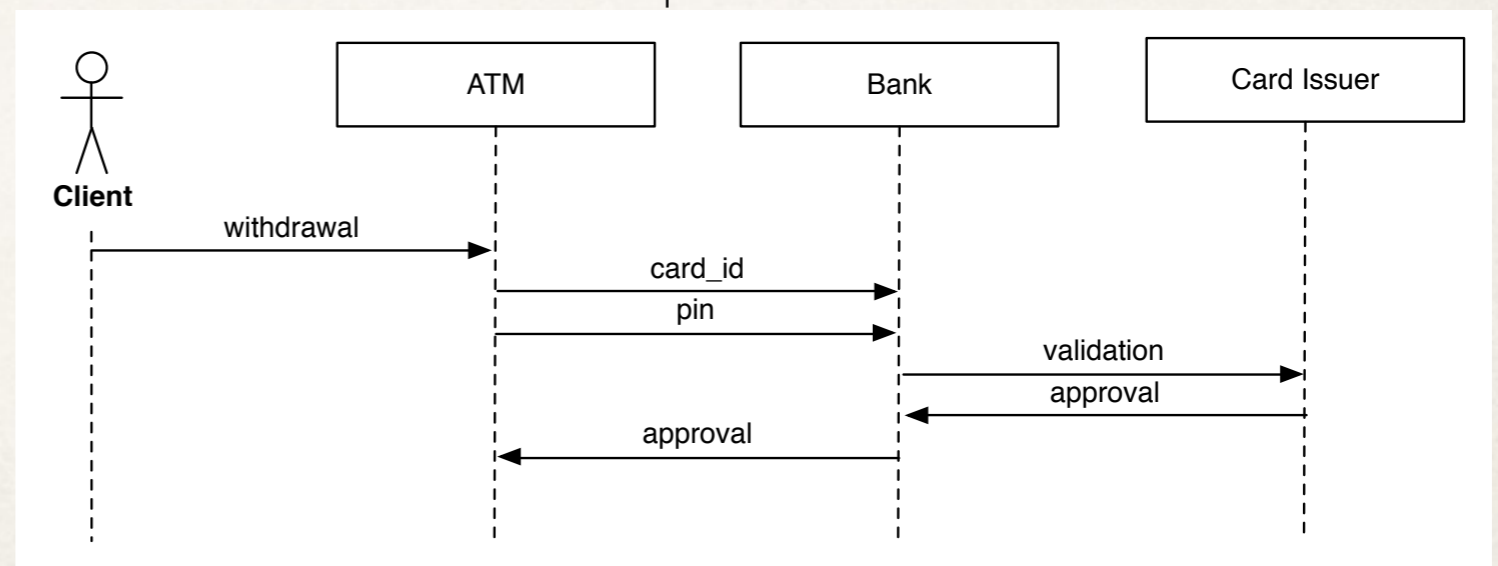 ATM
Bank
Card Issuer
Client
withdrawal
card_id
pin
validation
approval
approval